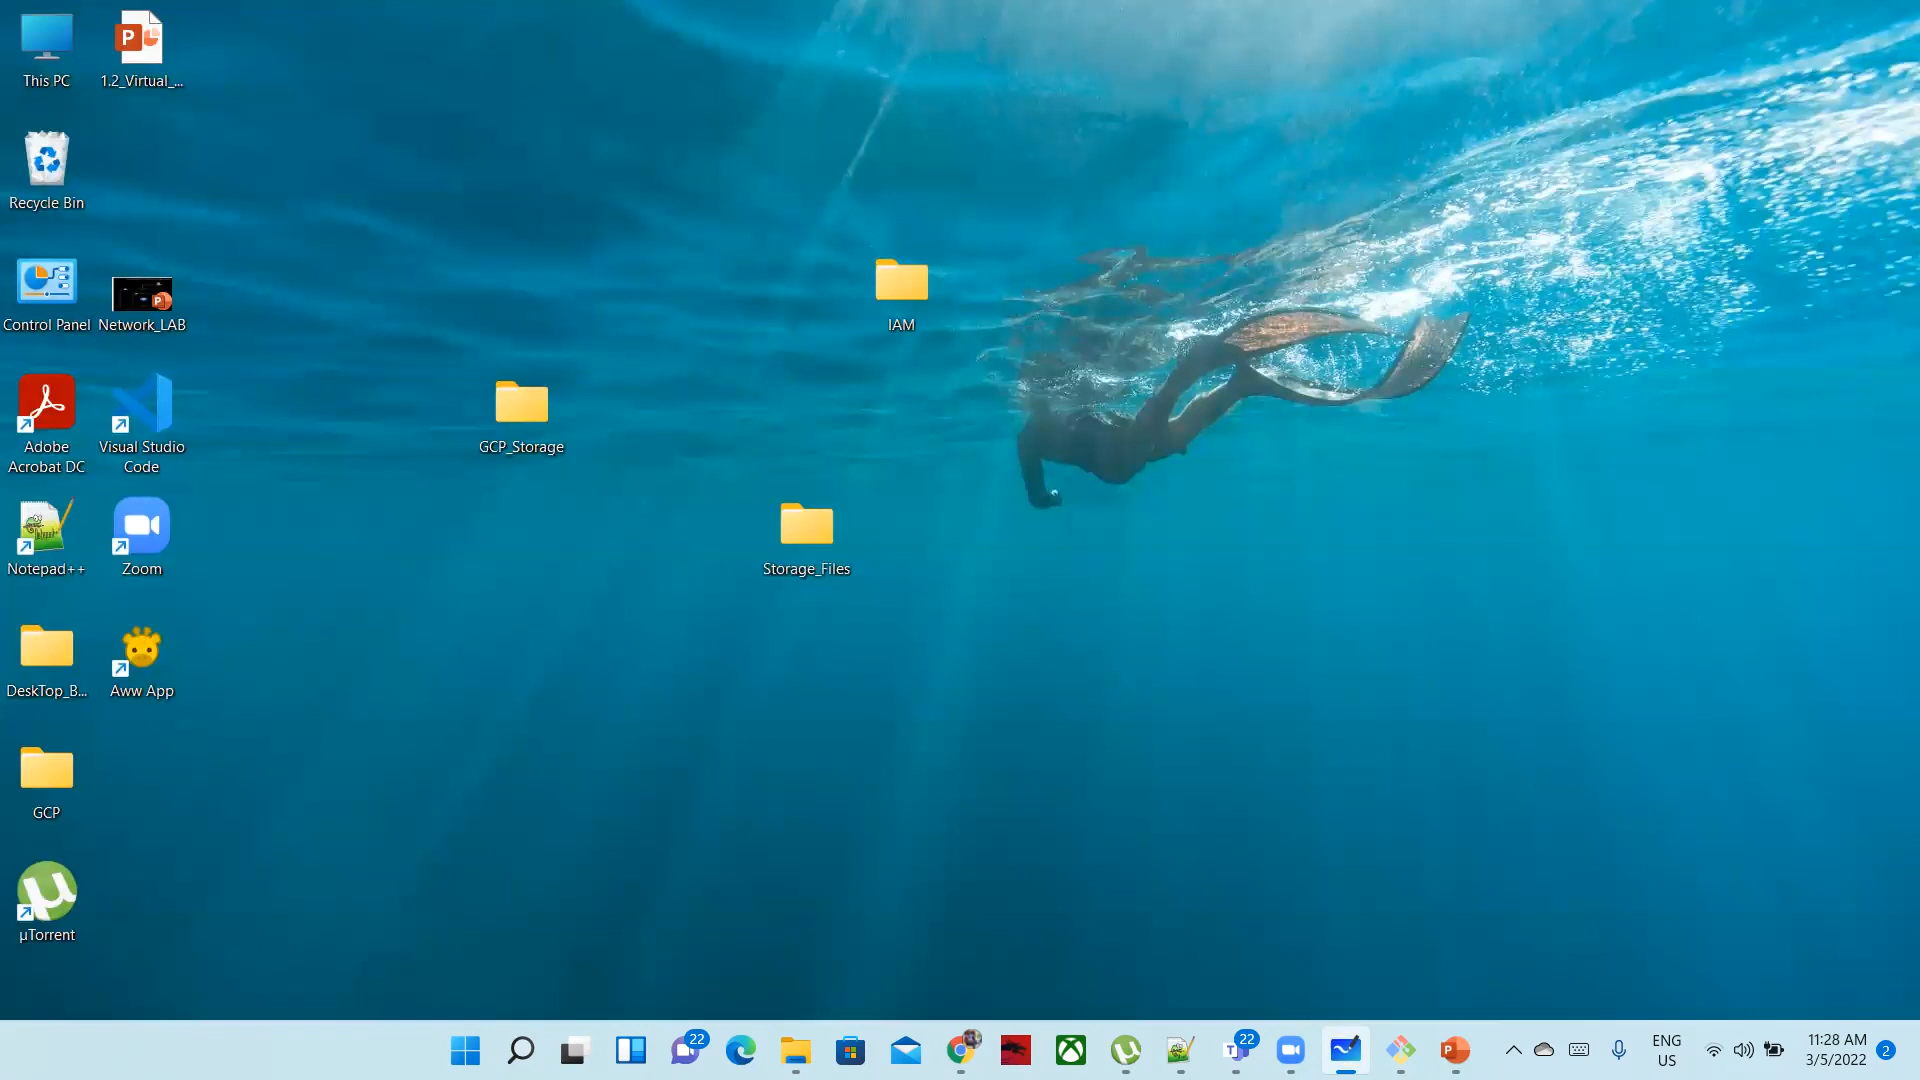 This PC
1.2_Virtual_...
Recycle Bin
Control Panel
Network_LAB
IAM
Adobe
Acrobat DC
Visual Studio
Code
GCP_Storage
Notepad++
Zoom
Storage_Files
DeskTop_B...
Aww App
GCP
µTorrent
22
22
ENG
US
11:28 AM
3/5/2022
2